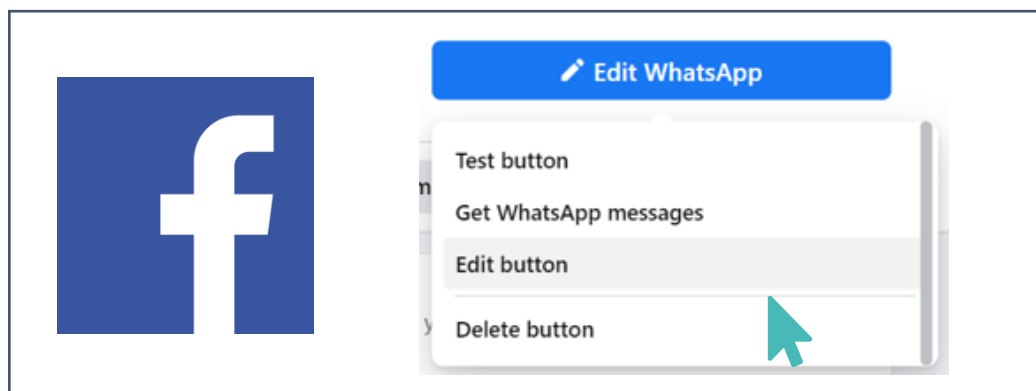 Edit WhatsApp
Test button
m
Get WhatsApp messages
Edit button
y
Delete button